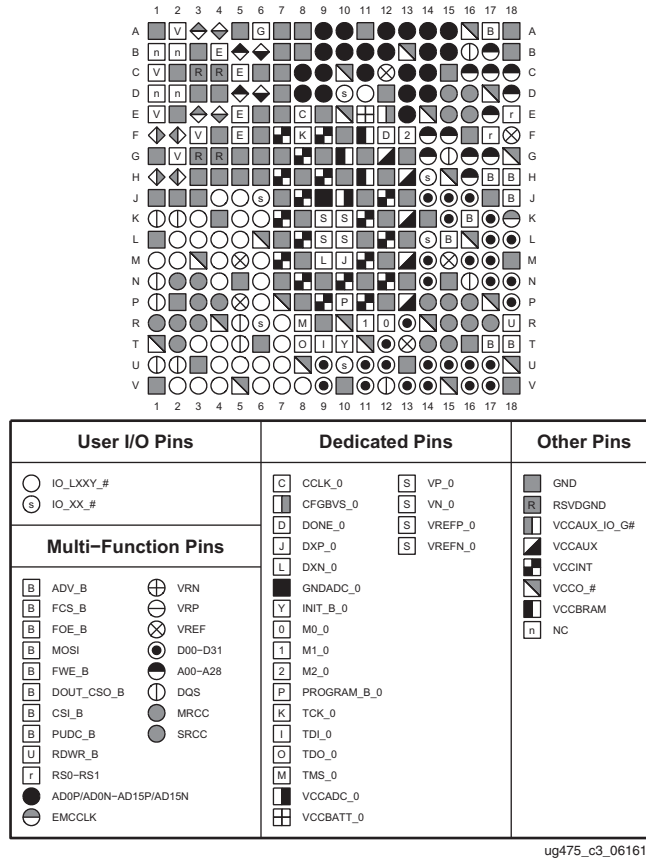 1 2 3 4 5 6 7 8 9 10 11 12 13 14 15 16 17 18
A V G B A
B n n E B
C V R R E C
D n n s D
E V E C r E
F V E K D 2 r F
G V R R G
H s B B H
J s B J
K S S B K
L S S s B L
M L J M
N N
P P P
R s M 1 0 U R
T O I Y B B T
U s U
V V
1 2 3 4 5 6 7 8 9 10 11 12 13 14 15 16 17 18
User I/O Pins
IO_LXXY_#
s IO_XX_#
Multi−Function Pins
B ADV_B
B FCS_B
B FOE_B
B MOSI
B FWE_B
B DOUT_CSO_B
B CSI_B
B PUDC_B
U RDWR_B
r RS0−RS1
AD0P/AD0N−AD15P/AD15N
EMCCLK
VRN
VRP
VREF
D00−D31
A00−A28
DQS
MRCC
SRCC
Dedicated Pins
C CCLK_0
CFGBVS_0
D DONE_0
J DXP_0
L DXN_0
GNDADC_0
Y INIT_B_0
0 M0_0
1 M1_0
2 M2_0
P PROGRAM_B_0
K TCK_0
I TDI_0
O TDO_0
M TMS_0
VCCADC_0
VCCBATT_0
S VP_0
S VN_0
S VREFP_0
S VREFN_0
Other Pins
GND
R RSVDGND
VCCAUX_IO_G#
VCCAUX
VCCINT
VCCO_#
VCCBRAM
n NC
ug475_c3_06161